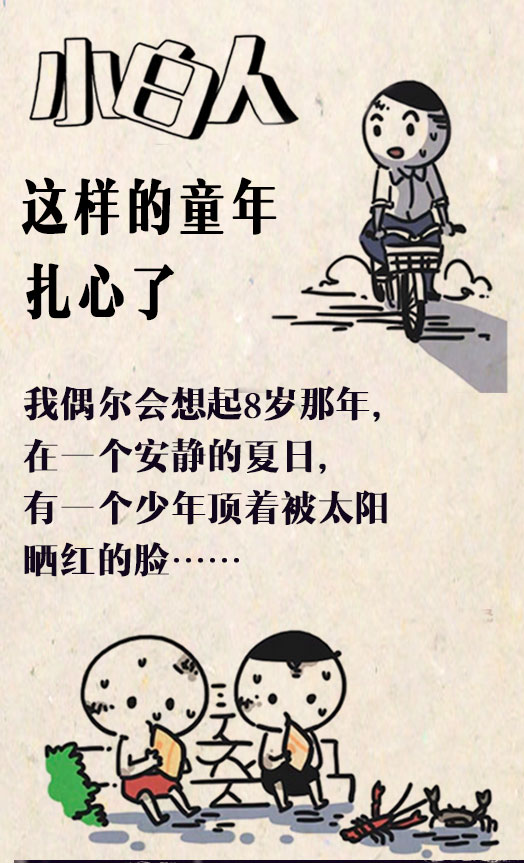 小白人
这样的童年
扎心了
我偶尔会想起8岁那年，
在一个安静的夏日，
有一个少年顶着被太阳
晒红的脸……